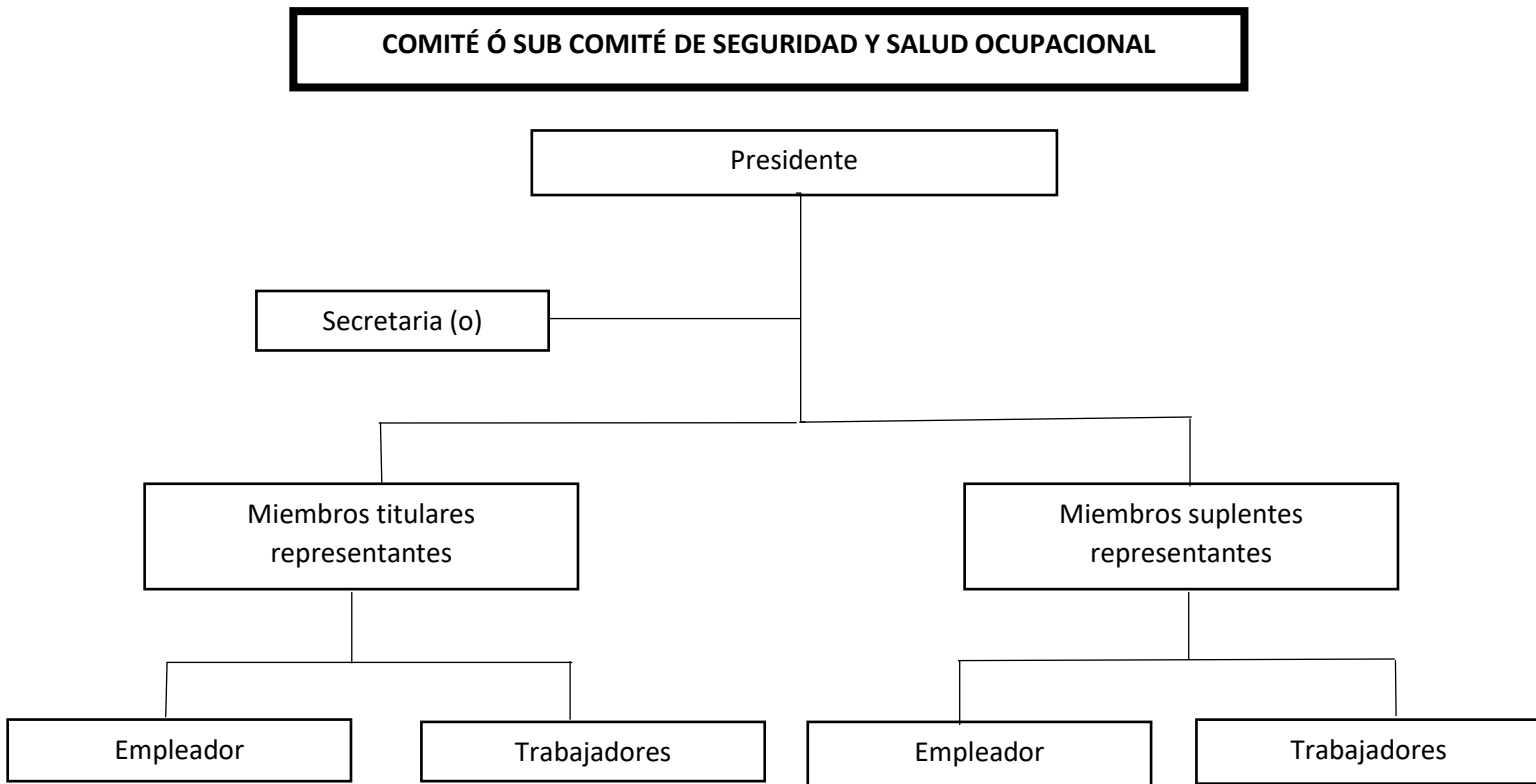 COMITÉ Ó SUB COMITÉ DE SEGURIDAD Y SALUD OCUPACIONAL
Presidente
Secretaria (o)
Miembros titulares
representantes
Miembros suplentes
representantes
Empleador
Trabajadores
Empleador
Trabajadores